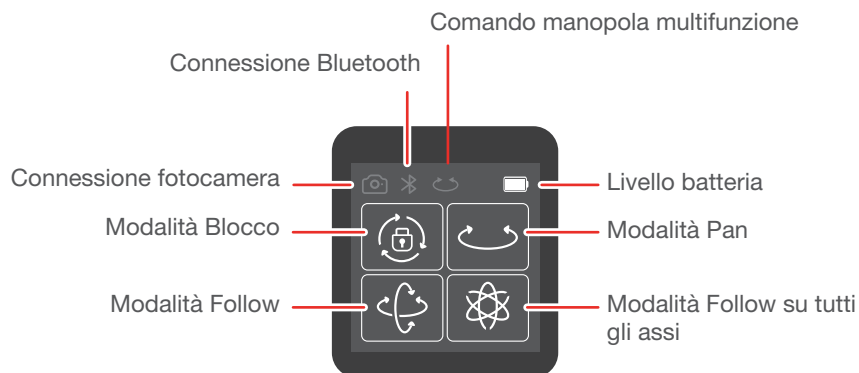 Comando manopola multifunzione
Connessione Bluetooth
Connessione fotocamera
Livello batteria
Modalità Blocco
Modalità Pan
Modalità Follow
Modalità Follow su tutti
gli assi